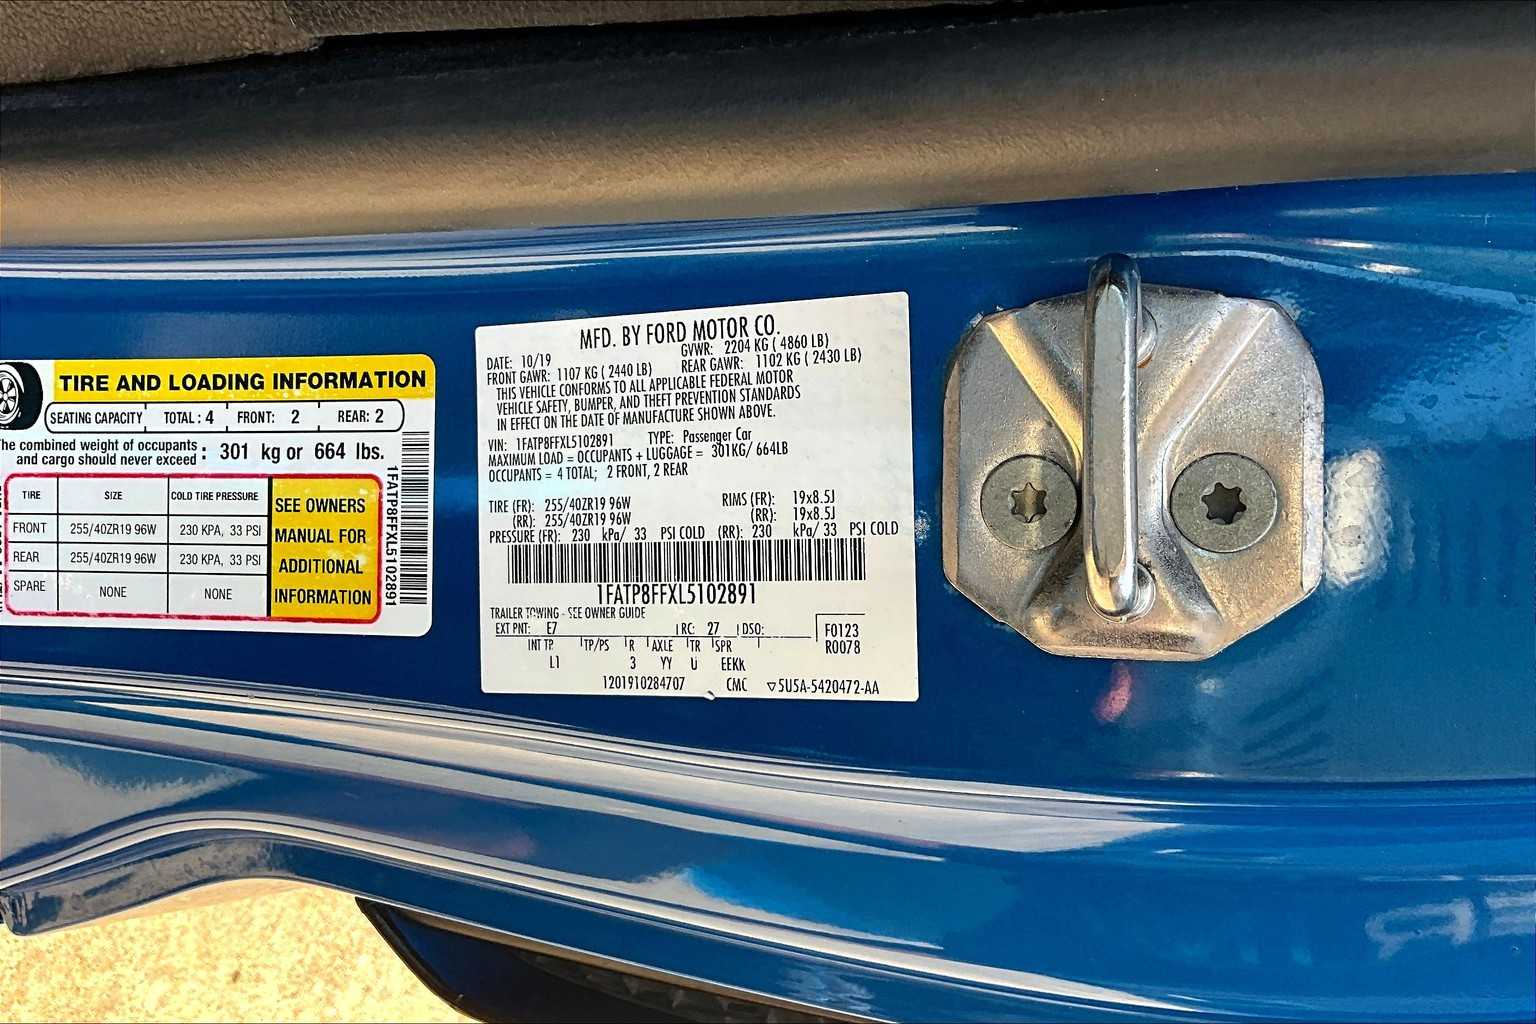 TIRE AND LOADING INFORMATION
SEATING CAPACITY TOTAL : 4 FRONT: 2 REAR: 2
The combined weight of occupants and cargo should never exceed : 301 kg or 664 lbs.
TIRE SIZE COLD TIRE PRESSURE
FRONT 255/40ZR19 96W 230 KPA, 33 PSI
REAR 255/40ZR19 96W 230 KPA, 33 PSI
SPARE NONE NONE
SEE OWNERS
MANUAL FOR
ADDITIONAL
INFORMATION
1FATP8FFXL5102891
MFD. BY FORD MOTOR CO.
DATE: 10/19 GVWR: 2204 KG ( 4860 LB)
FRONT GAWR: 1107 KG ( 2440 LB) REAR GAWR: 1102 KG ( 2430 LB)
THIS VEHICLE CONFORMS TO ALL APPLICABLE FEDERAL MOTOR
VEHICLE SAFETY, BUMPER, AND THEFT PREVENTION STANDARDS
IN EFFECT ON THE DATE OF MANUFACTURE SHOWN ABOVE.
VIN: 1FATP8FFXL5102891 TYPE: Passenger Car
MAXIMUM LOAD = OCCUPANTS + LUGGAGE = 301KG/ 664LB
OCCUPANTS = 4 TOTAL; 2 FRONT, 2 REAR
TIRE (FR): 255/40ZR19 96W RIMS (FR): 19x8.5J
(RR): 255/40ZR19 96W (RR): 19x8.5J
PRESSURE (FR): 230 kPa/ 33 PSI COLD (RR): 230 kPa/ 33 PSI COLD
1FATP8FFXL5102891
TRAILER TOWING - SEE OWNER GUIDE
EXT PNT: E7 RC: 27 DSO: F0123
INT TR TP/PS R AXLE TR SPR R0078
L1 3 YY U EEKK
1201910284707 CMC ▽5U5A-5420472-AA